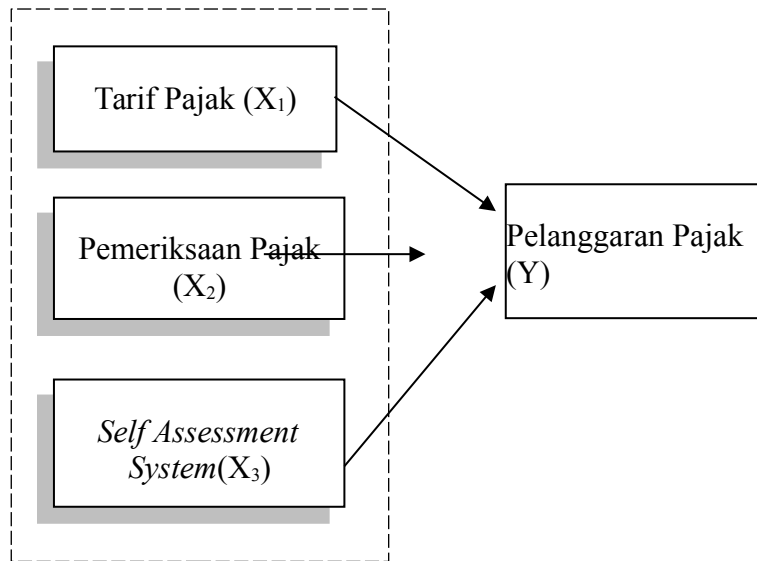 Tarif Pajak (X₁)
Pemeriksaan Pajak
(X₂)
Self Assessment
System(X₃)
Pelanggaran Pajak
(Y)